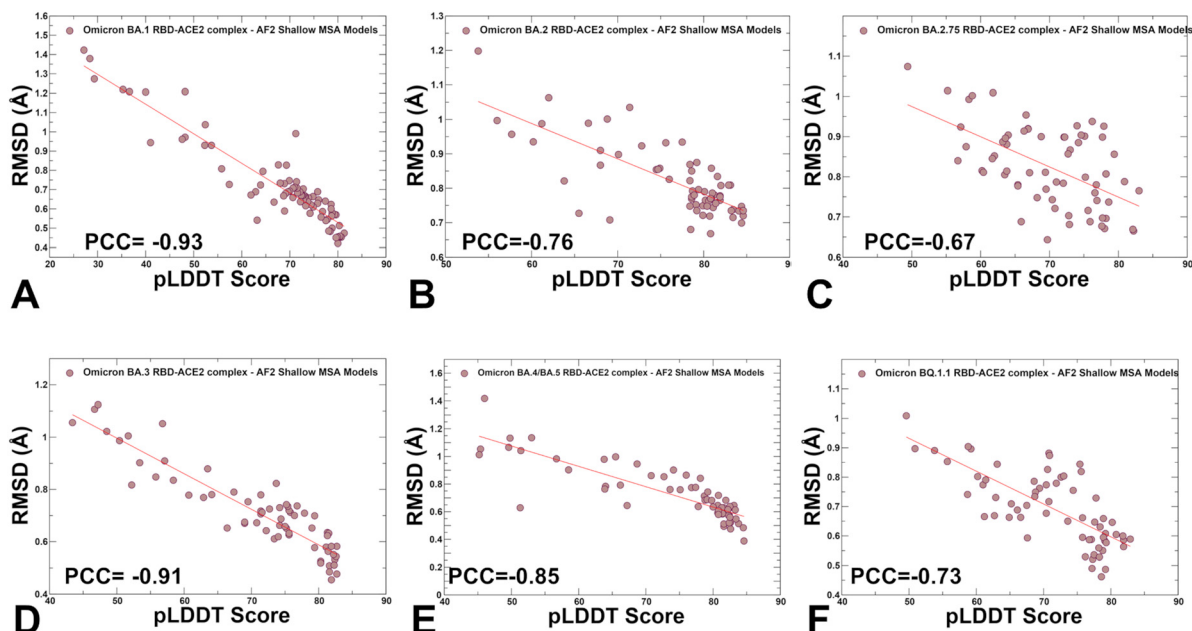 Omicron BA.1 RBD-ACE2 complex - AF2 Shallow MSA Models
RMSD (Å)
1.6
1.5
1.4
1.3
1.2
1.1
1
0.9
0.8
0.7
0.6
0.5
0.4
PCC= -0.93
20 30 40 50 60 70 80 90
pLDDT Score
A
Omicron BA.2 RBD-ACE2 complex - AF2 Shallow MSA Models
RMSD (Å)
1.3
1.2
1.1
1
0.9
0.8
0.7
0.6
PCC=-0.76
50 60 70 80 90
pLDDT Score
B
Omicron BA.2.75 RBD-ACE2 complex - AF2 Shallow MSA Models
RMSD (Å)
1.2
1.1
1
0.9
0.8
0.7
0.6
PCC=-0.67
40 50 60 70 80 90
pLDDT Score
C
Omicron BA.3 RBD-ACE2 complex - AF2 Shallow MSA Models
RMSD (Å)
1.2
1
0.8
0.6
0.4
PCC= -0.91
40 50 60 70 80 90
pLDDT Score
D
Omicron BA.4/BA.5 RBD-ACE2 complex - AF2 Shallow MSA Models
RMSD (Å)
1.6
1.4
1.2
1
0.8
0.6
0.4
0.2
0
PCC=-0.85
40 50 60 70 80 90
pLDDT Score
E
Omicron BQ.1.1 RBD-ACE2 complex - AF2 Shallow MSA Models
RMSD (Å)
1.2
1.1
1
0.9
0.8
0.7
0.6
0.5
0.4
PCC=-0.73
40 50 60 70 80 90
pLDDT Score
F